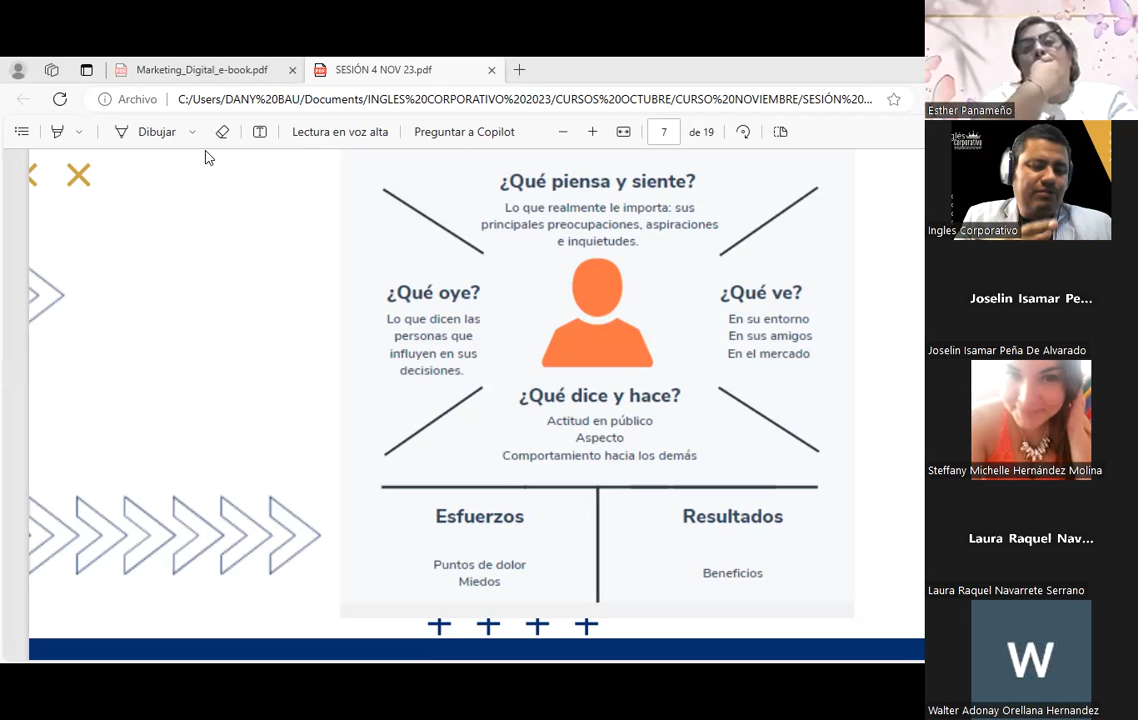 Marketing_Digital_e-book.pdf
SESIÓN 4 NOV 23.pdf
Archivo
C:/Users/DANY%20BAU/Documents/INGLES%20CORPORATIVO%202023/CURSOS%20OCTUBRE/CURSO%20NOVIEMBRE/SESIÓN%20...
Dibujar
Lectura en voz alta
Preguntar a Copilot
7
de 19
¿Qué piensa y siente?
Lo que realmente le importa: sus
principales preocupaciones, aspiraciones
e inquietudes.
¿Qué oye?
Lo que dicen las
personas que
influyen en sus
decisiones.
¿Qué ve?
En su entorno
En sus amigos
En el mercado
¿Qué dice y hace?
Actitud en público
Aspecto
Comportamiento hacia los demás
Esfuerzos
Puntos de dolor
Miedos
Resultados
Beneficios
Esther Panameño
Ingles Corporativo
Joselin Isamar Pe...
Joselin Isamar Peña De Alvarado
Steffany Michelle Hernández Molina
Laura Raquel Nav...
Laura Raquel Navarrete Serrano
W
Walter Adonay Orellana Hernandez